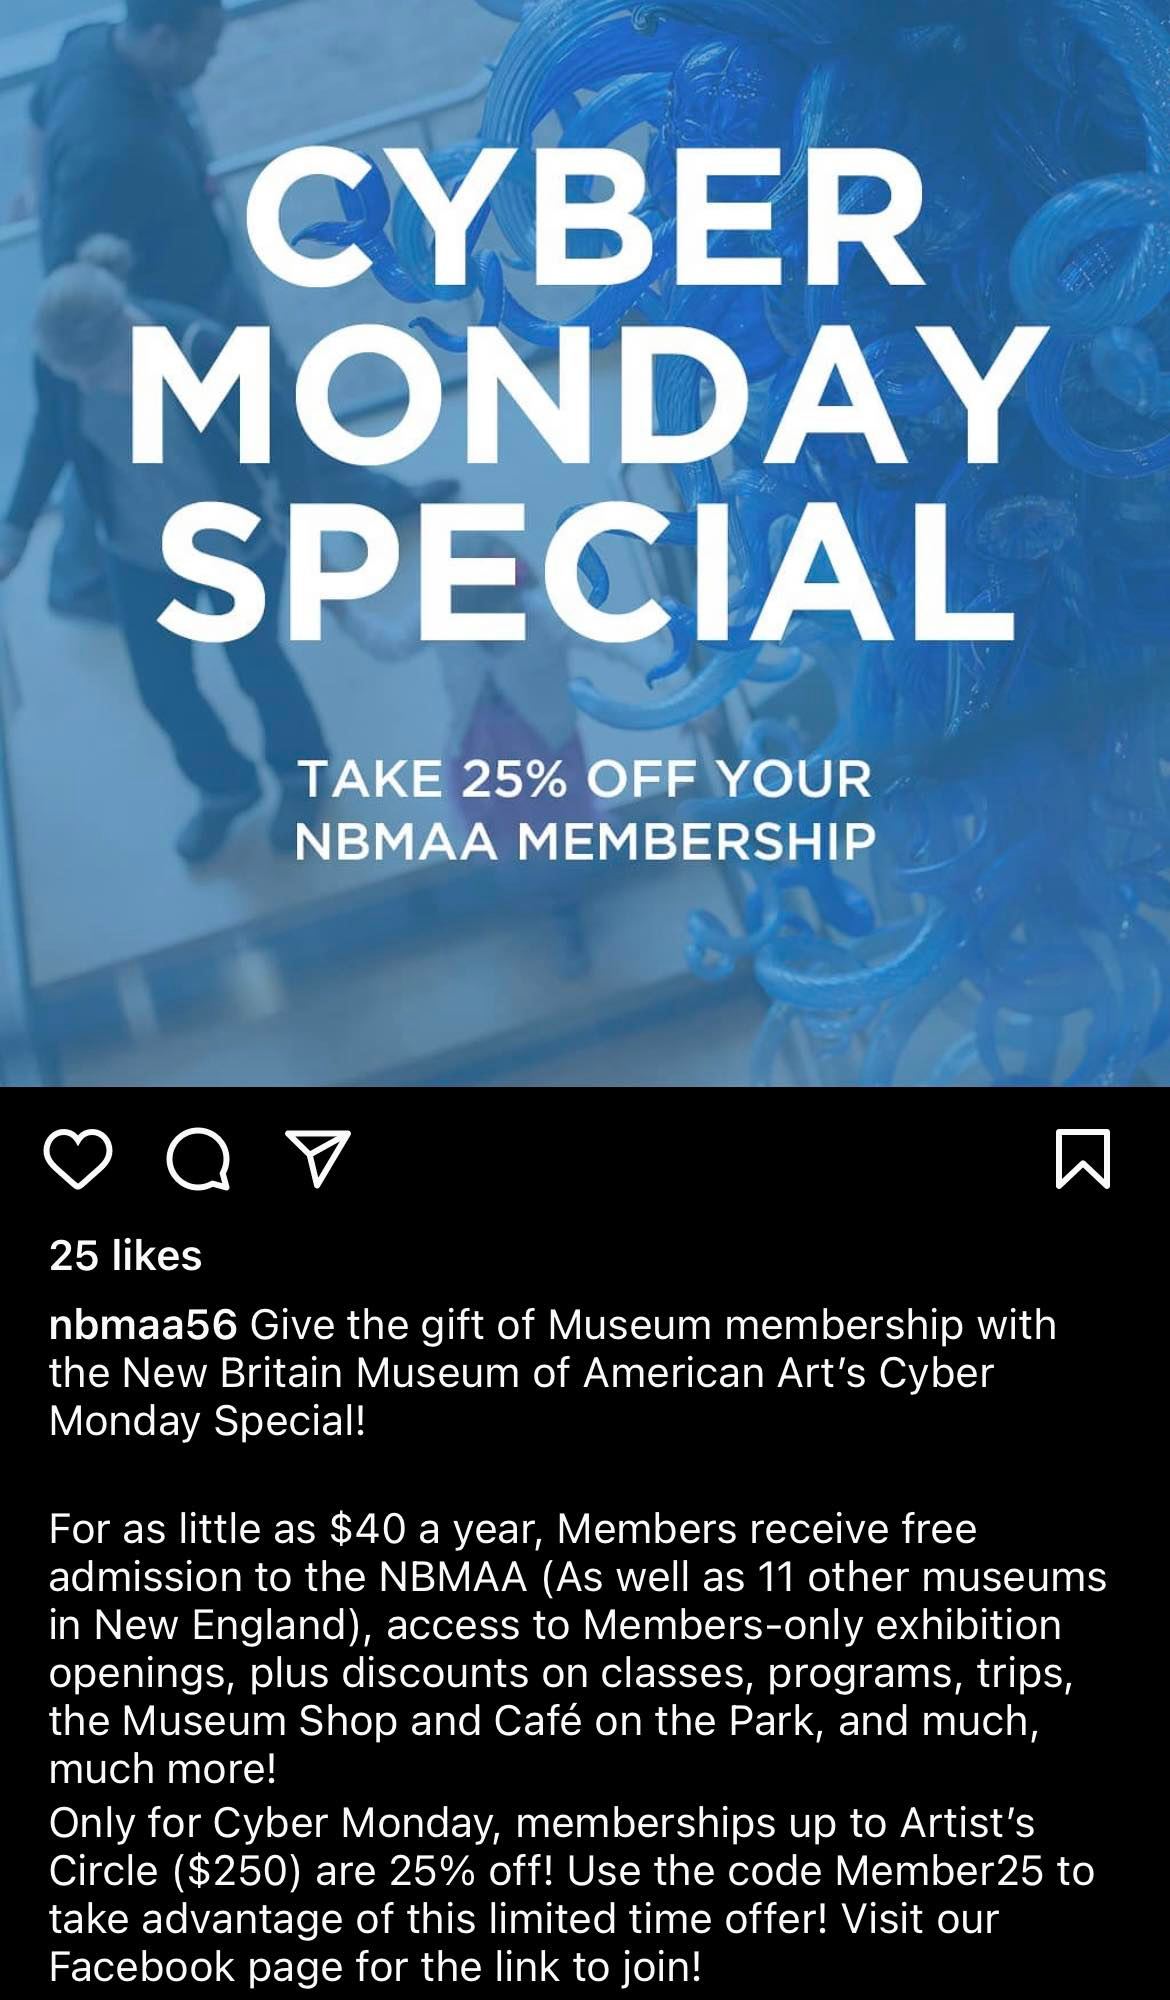 CYBER
MONDAY
SPECIAL
TAKE 25% OFF YOUR
NBMAA MEMBERSHIP
25 likes
nbmaa56 Give the gift of Museum membership with
the New Britain Museum of American Art’s Cyber
Monday Special!
For as little as $40 a year, Members receive free
admission to the NBMAA (As well as 11 other museums
in New England), access to Members-only exhibition
openings, plus discounts on classes, programs, trips,
the Museum Shop and Café on the Park, and much,
much more!
Only for Cyber Monday, memberships up to Artist’s
Circle ($250) are 25% off! Use the code Member25 to
take advantage of this limited time offer! Visit our
Facebook page for the link to join!